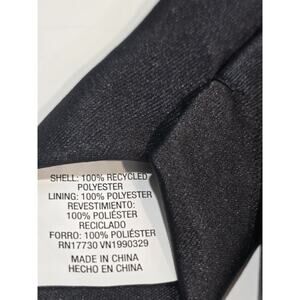 SHELL: 100% RECYCLED
POLYESTER
LINING: 100% POLYESTER
REVESTIMIENTO:
100% POLIÉSTER
RECICLADO
FORRO: 100% POLIÉSTER
RN17730 VN1990329
MADE IN CHINA
HECHO EN CHINA